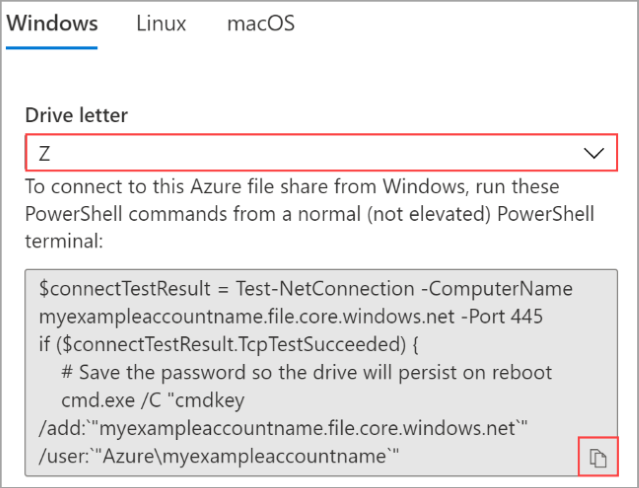 Windows Linux macOS
Drive letter
Z
To connect to this Azure file share from Windows, run these
PowerShell commands from a normal (not elevated) PowerShell
terminal:
$connectTestResult = Test-NetConnection -ComputerName
myexampleaccountname.file.core.windows.net -Port 445
if ($connectTestResult.TcpTestSucceeded) {
    # Save the password so the drive will persist on reboot
    cmd.exe /C "cmdkey
/add:`"myexampleaccountname.file.core.windows.net`"
/user:`"Azure\myexampleaccountname`"